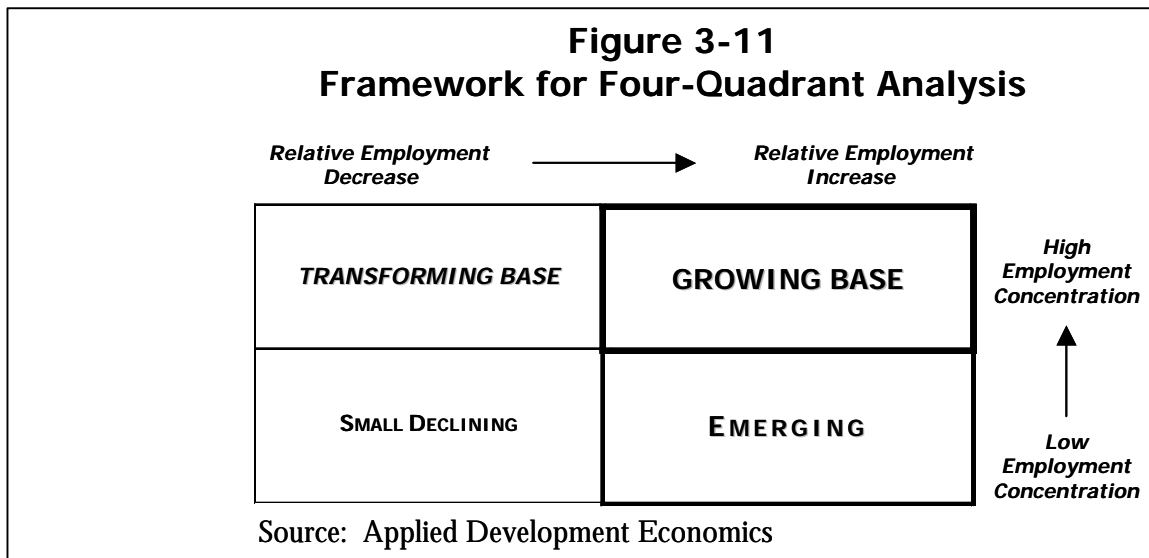 Figure 3-11
Framework for Four-Quadrant Analysis
Relative Employment
Decrease
Relative Employment
Increase
TRANSFORMING BASE
GROWING BASE
High
Employment
Concentration
SMALL DECLINING
EMERGING
Low
Employment
Concentration
Source: Applied Development Economics